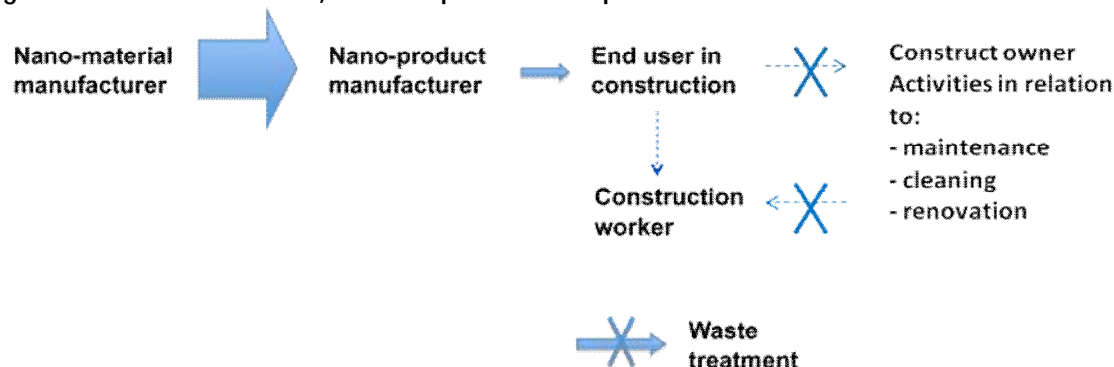 Nano-material
manufacturer
Nano-product
manufacturer
End user in
construction
Construct owner
Activities in relation
to:
- maintenance
- cleaning
- renovation
Construction
worker
Waste
treatment